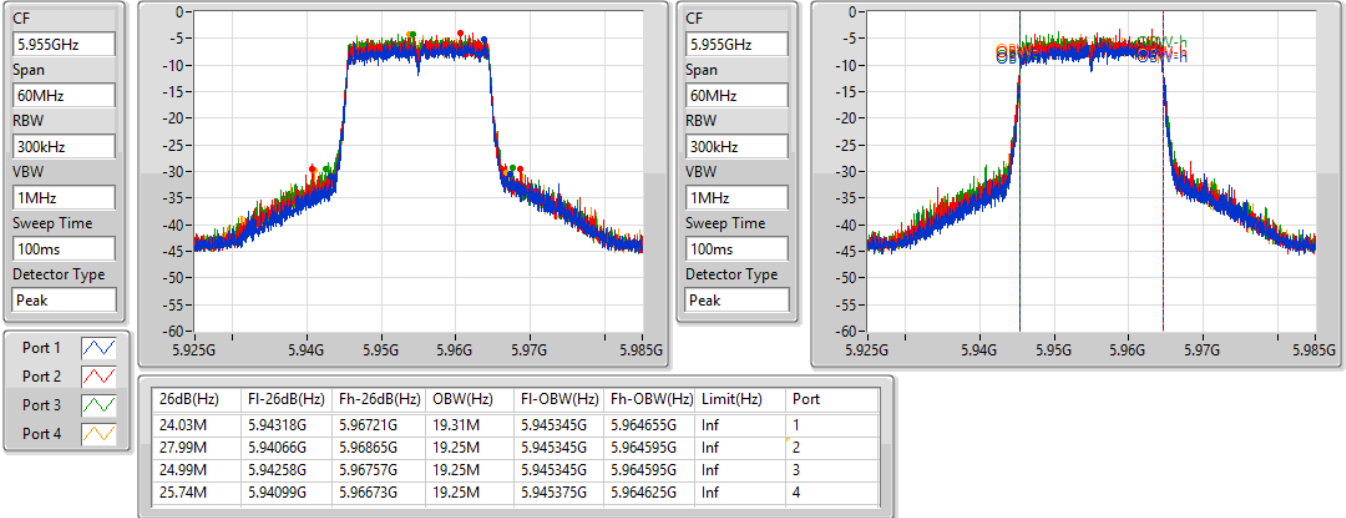 CF
5.955GHz
Span
60MHz
RBW
300kHz
VBW
1MHz
Sweep Time
100ms
Detector Type
Peak
0
-5
-10
-15
-20
-25
-30
-35
-40
-45
-50
-55
-60
5.925G 5.94G 5.95G 5.96G 5.97G 5.985G
CF
5.955GHz
Span
60MHz
RBW
300kHz
VBW
1MHz
Sweep Time
100ms
Detector Type
Peak
0
-5
-10
-15
-20
-25
-30
-35
-40
-45
-50
-55
-60
OBW-h
OBW-h
5.925G 5.94G 5.95G 5.96G 5.97G 5.985G
Port 1
Port 2
Port 3
Port 4
26dB(Hz) Fl-26dB(Hz) Fh-26dB(Hz) OBW(Hz) Fl-OBW(Hz) Fh-OBW(Hz) Limit(Hz) Port
24.03M 5.94318G 5.96721G 19.31M 5.945345G 5.964655G Inf 1
27.99M 5.94066G 5.96865G 19.25M 5.945345G 5.964595G Inf 2
24.99M 5.94258G 5.96757G 19.25M 5.945345G 5.964595G Inf 3
25.74M 5.94099G 5.96673G 19.25M 5.945375G 5.964625G Inf 4